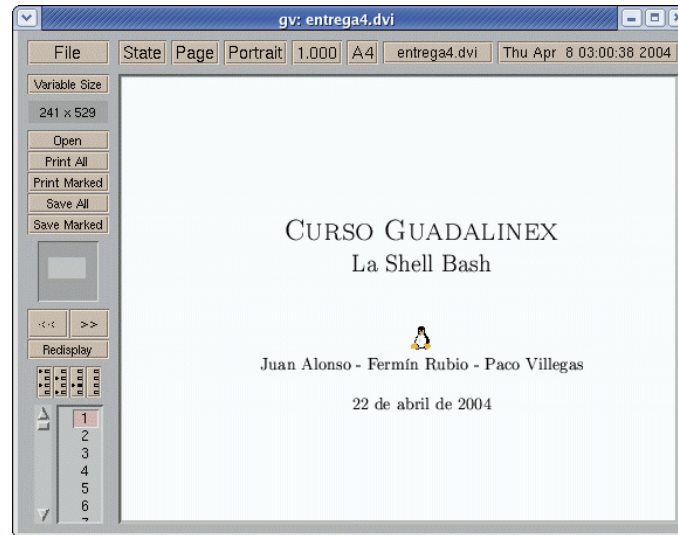 gv: entrega4.dvi
File State Page Portrait 1.000 A4 entrega4.dvi Thu Apr 8 03:00:38 2004
Variable Size
241 x 529
Open
Print All
Print Marked
Save All
Save Marked
<< >>
Redisplay
1
2
3
4
5
6
CURSO GUADALINEX
La Shell Bash
Juan Alonso - Fermín Rubio - Paco Villegas
22 de abril de 2004